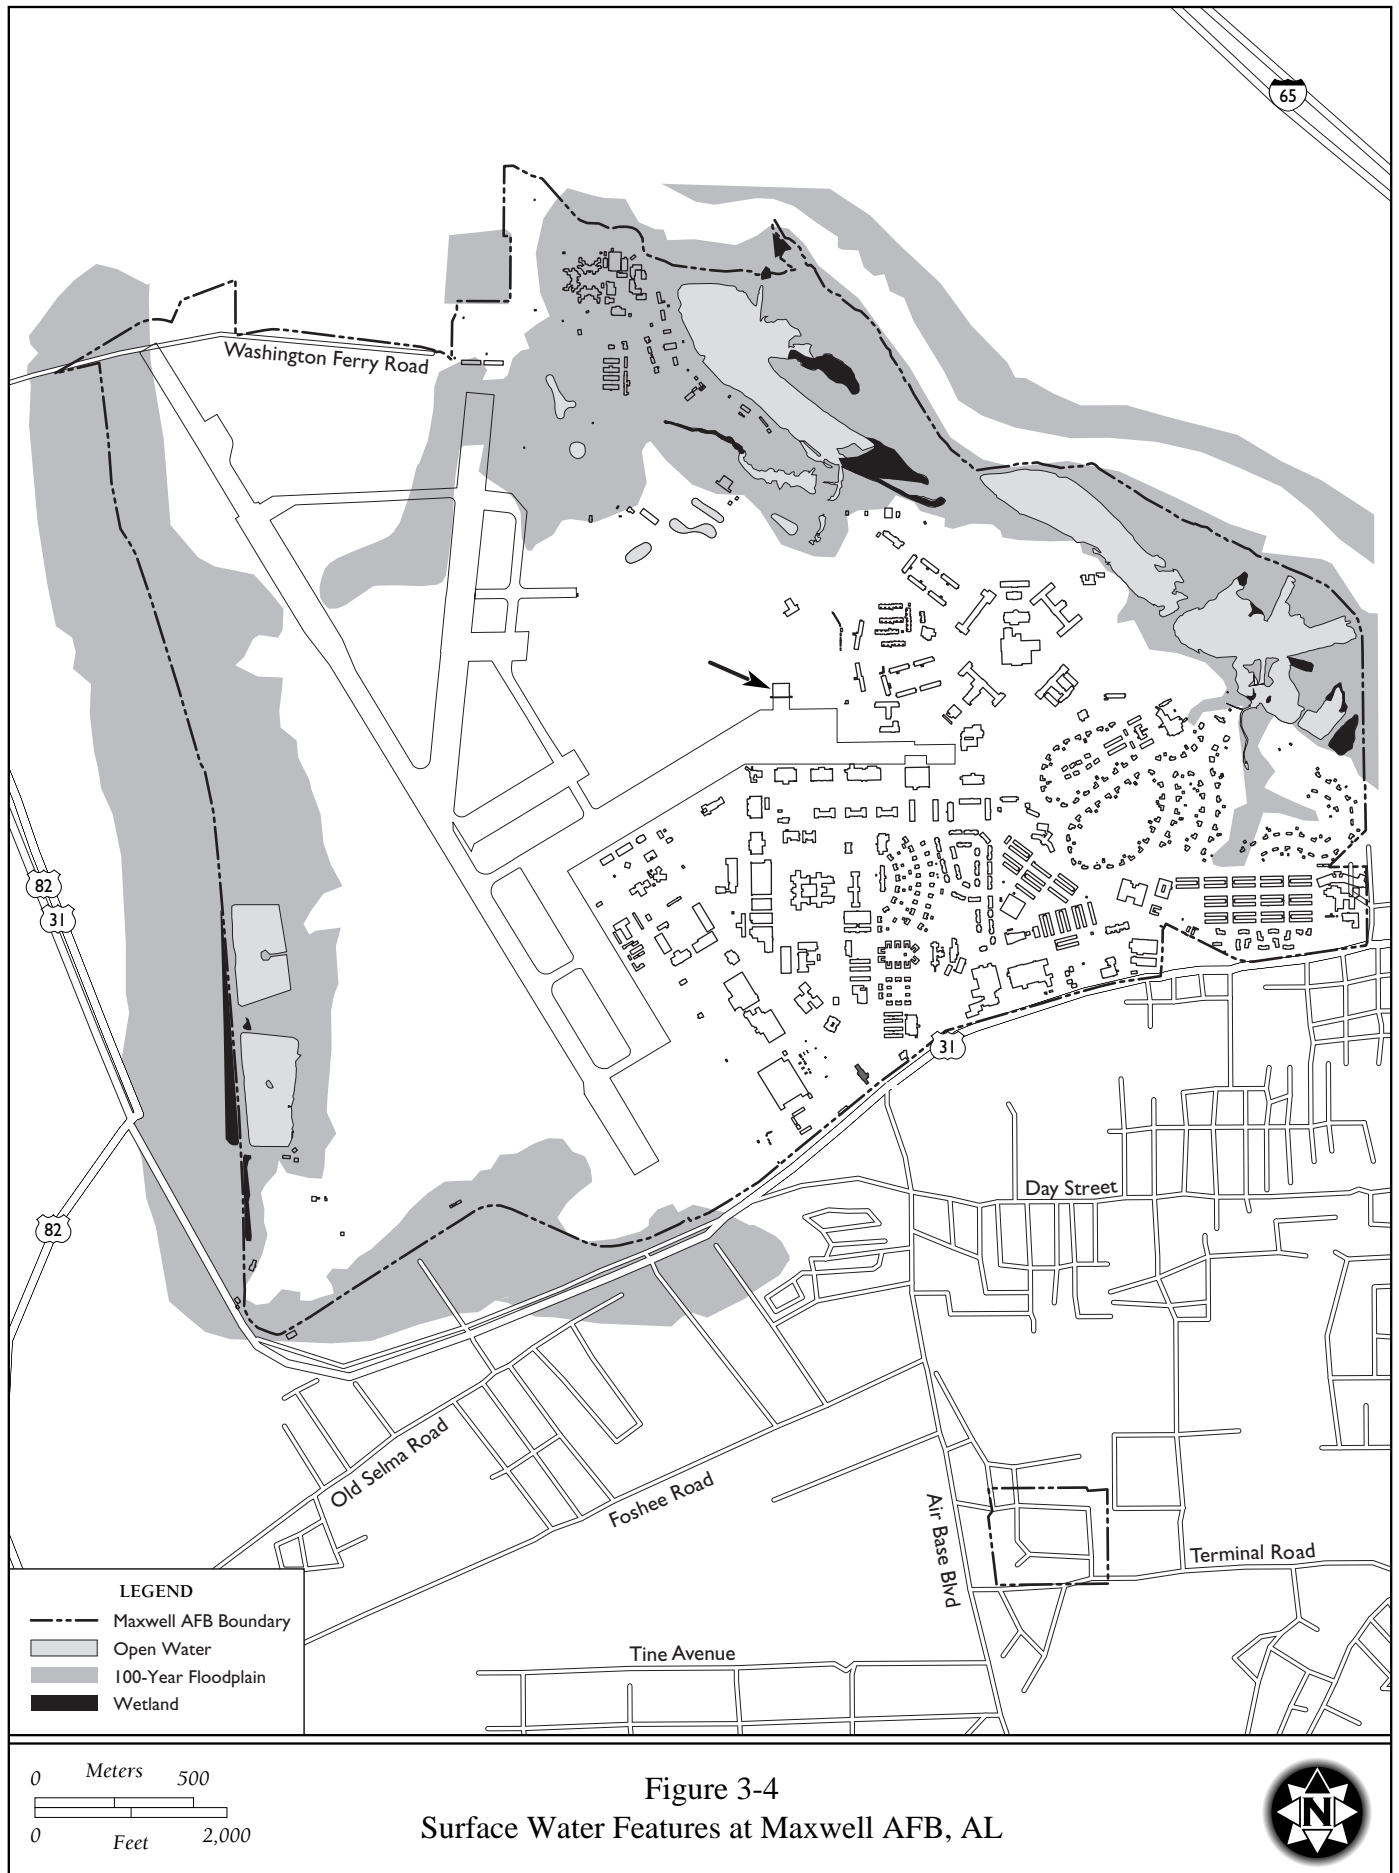 65
Washington Ferry Road
82
31
31
Day Street
82
Old Selma Road
Foshee Road
Air Base Blvd
Terminal Road
Tine Avenue
LEGEND
Maxwell AFB Boundary
Open Water
100-Year Floodplain
Wetland
0 Meters 500
0 Feet 2,000
Figure 3-4
Surface Water Features at Maxwell AFB, AL
N